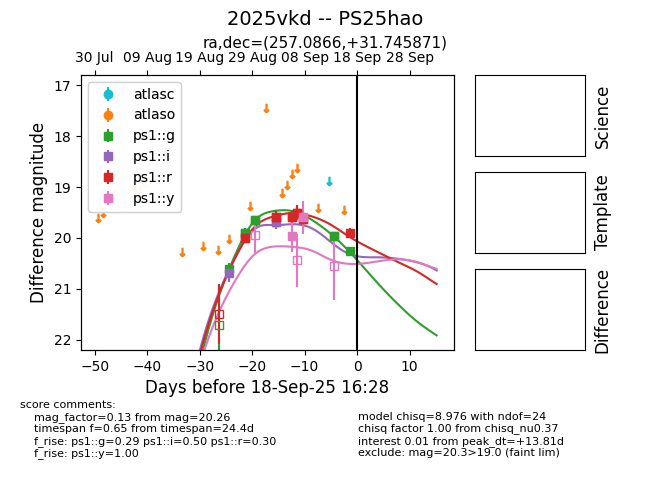 2025vkd -- PS25hao
ra,dec=(257.0866,+31.745871)
30 Jul 09 Aug 19 Aug 29 Aug 08 Sep 18 Sep 28 Sep
atlasc
atlaso
ps1::g
ps1::i
ps1::r
ps1::y
17
18
19
20
21
22
Difference magnitude
−50 −40 −30 −20 −10 0 10
Days before 18-Sep-25 16:28
Science
Template
Difference
score comments:
mag_factor=0.13 from mag=20.26
timespan f=0.65 from timespan=24.4d
f_rise: ps1::g=0.29 ps1::i=0.50 ps1::r=0.30
f_rise: ps1::y=1.00
model chisq=8.976 with ndof=24
chisq factor 1.00 from chisq_nu0.37
interest 0.01 from peak_dt=+13.81d
exclude: mag=20.3>19.0 (faint lim)